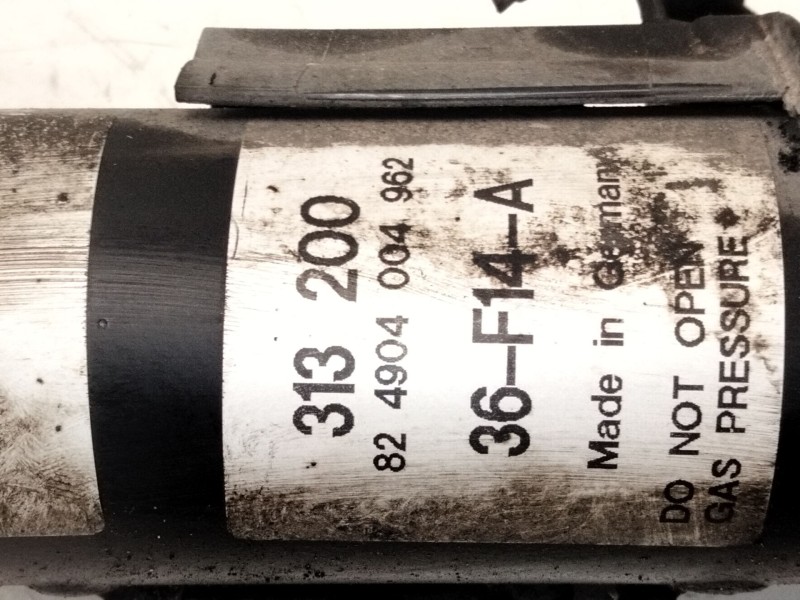 313 200
82 4904 004 962
36-F14-A
Made in Germany
DO NOT OPEN
GAS PRESSURE